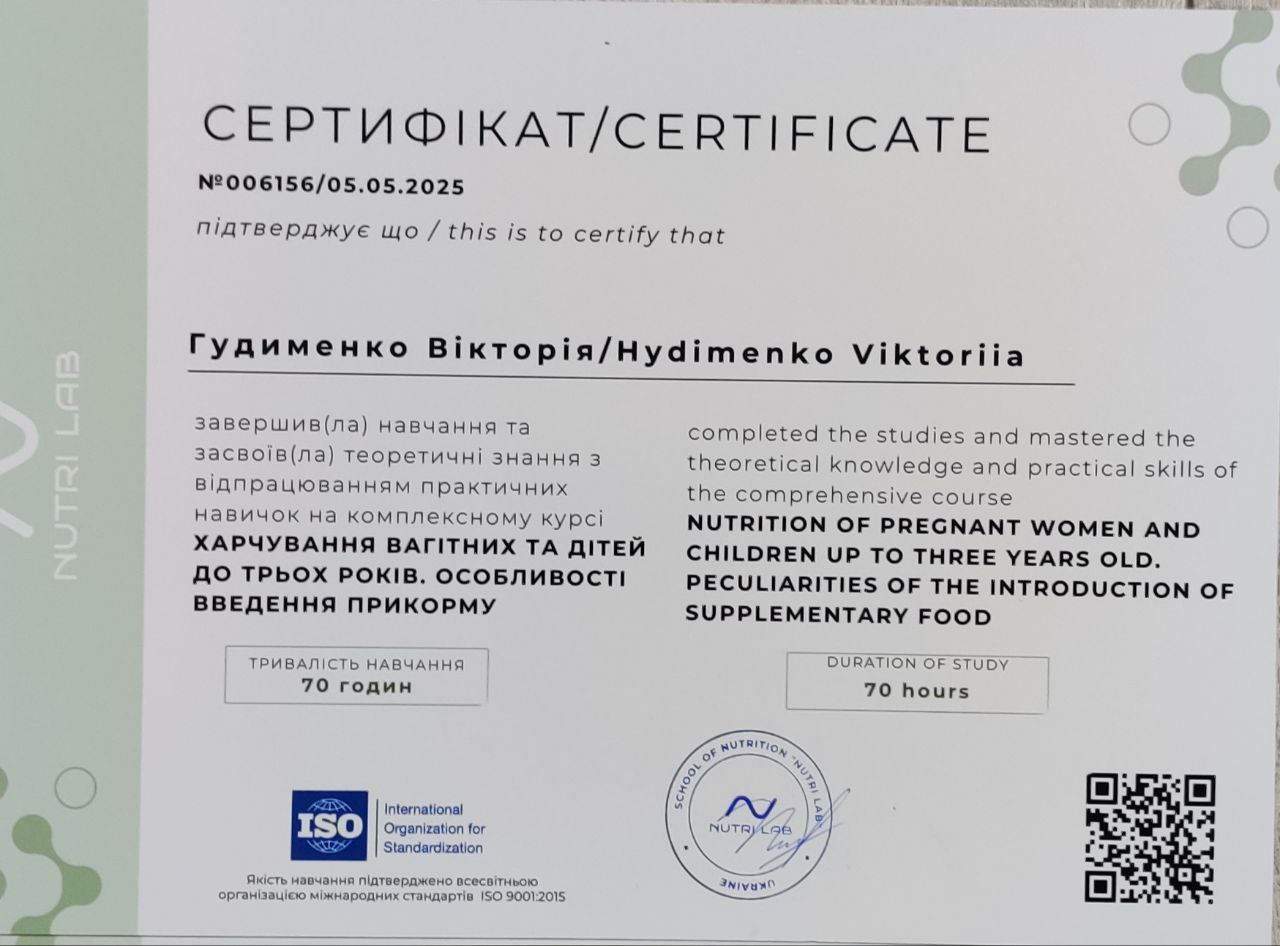 NUTRI LAB
СЕРТИФІКАТ/CERTIFICATE
№006156/05.05.2025
підтверджує що / this is to certify that
Гудименко Вікторія/Hydimenko Viktoriia
завершив(ла) навчання та
засвоїв(ла) теоретичні знання з
відпрацюванням практичних
навичок на комплексному курсі
ХАРЧУВАННЯ ВАГІТНИХ ТА ДІТЕЙ
ДО ТРЬОХ РОКІВ. ОСОБЛИВОСТІ
ВВЕДЕННЯ ПРИКОРМУ
ТРИВАЛІСТЬ НАВЧАННЯ
70 годин
completed the studies and mastered the
theoretical knowledge and practical skills of
the comprehensive course
NUTRITION OF PREGNANT WOMEN AND
CHILDREN UP TO THREE YEARS OLD.
PECULIARITIES OF THE INTRODUCTION OF
SUPPLEMENTARY FOOD
DURATION OF STUDY
70 hours
ISO
International
Organization for
Standardization
Якість навчання підтверджено всесвітньою
організацією міжнародних стандартів ISO 9001:2015
SCHOOL OF NUTRITION "NUTRI LAB"
NUTRI LAB
UKRAINE